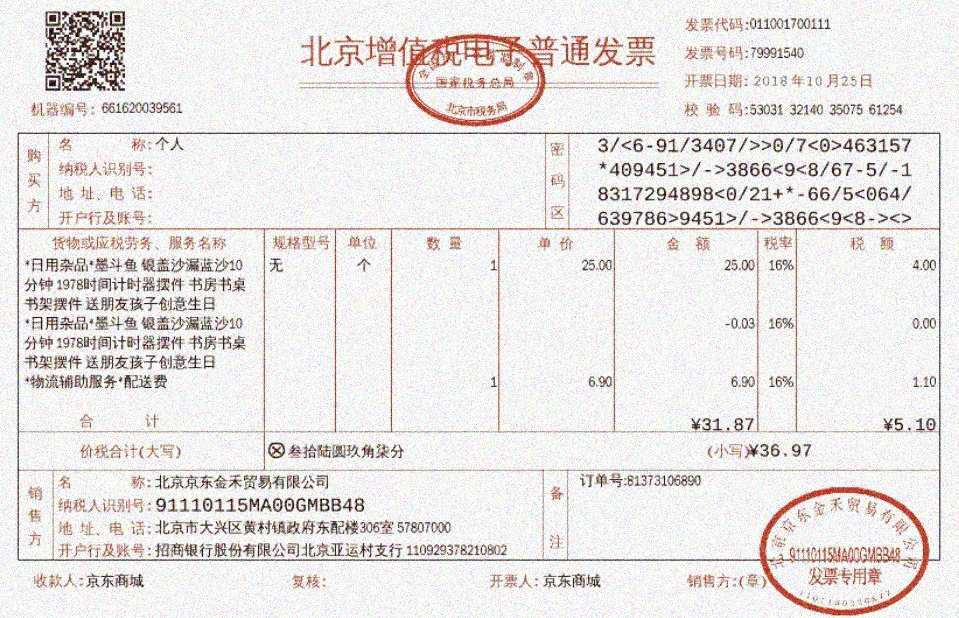 北京增值税电子普通发票
国家税务总局
北京市税务局
发票代码:011001700111
发票号码:79991540
开票日期: 2018年10月25日
校 验 码:53031 32140 35075 61254
机器编号: 661620039561
购买方
名 称:个人
纳税人识别号:
地 址、电 话:
开户行及账号:
密码区
3/<6-91/3407/>>0/7<0>463157
*409451>/->3866<9<8/67-5/-1
8317294898<0/21+*-66/5<064/
639786>9451>/->3866<9<8-><>
货物或应税劳务、服务名称 规格型号 单位 数 量 单 价 金 额 税率 税 额
*日用杂品*墨斗鱼 银盖沙漏蓝沙10 无 个 1 25.00 25.00 16% 4.00
分钟 1978时间计时器摆件 书房书桌
书架摆件 送朋友孩子创意生日
*日用杂品*墨斗鱼 银盖沙漏蓝沙10 -0.03 16% 0.00
分钟 1978时间计时器摆件 书房书桌
书架摆件 送朋友孩子创意生日
*物流辅助服务*配送费 1 6.90 6.90 16% 1.10
合 计 ¥31.87 ¥5.10
价税合计(大写) ⊗叁拾陆圆玖角柒分 (小写)¥36.97
销售方
名 称:北京京东金禾贸易有限公司
纳税人识别号:91110115MA00GMBB48
地 址、电 话:北京市大兴区黄村镇政府东配楼306室 57807000
开户行及账号:招商银行股份有限公司北京亚运村支行 110929378210802
备注
订单号:81373106890
收款人:京东商城 复核: 开票人:京东商城 销售方:(章)
北京京东金禾贸易有限公司
91110115MA00GMBB48
发票专用章